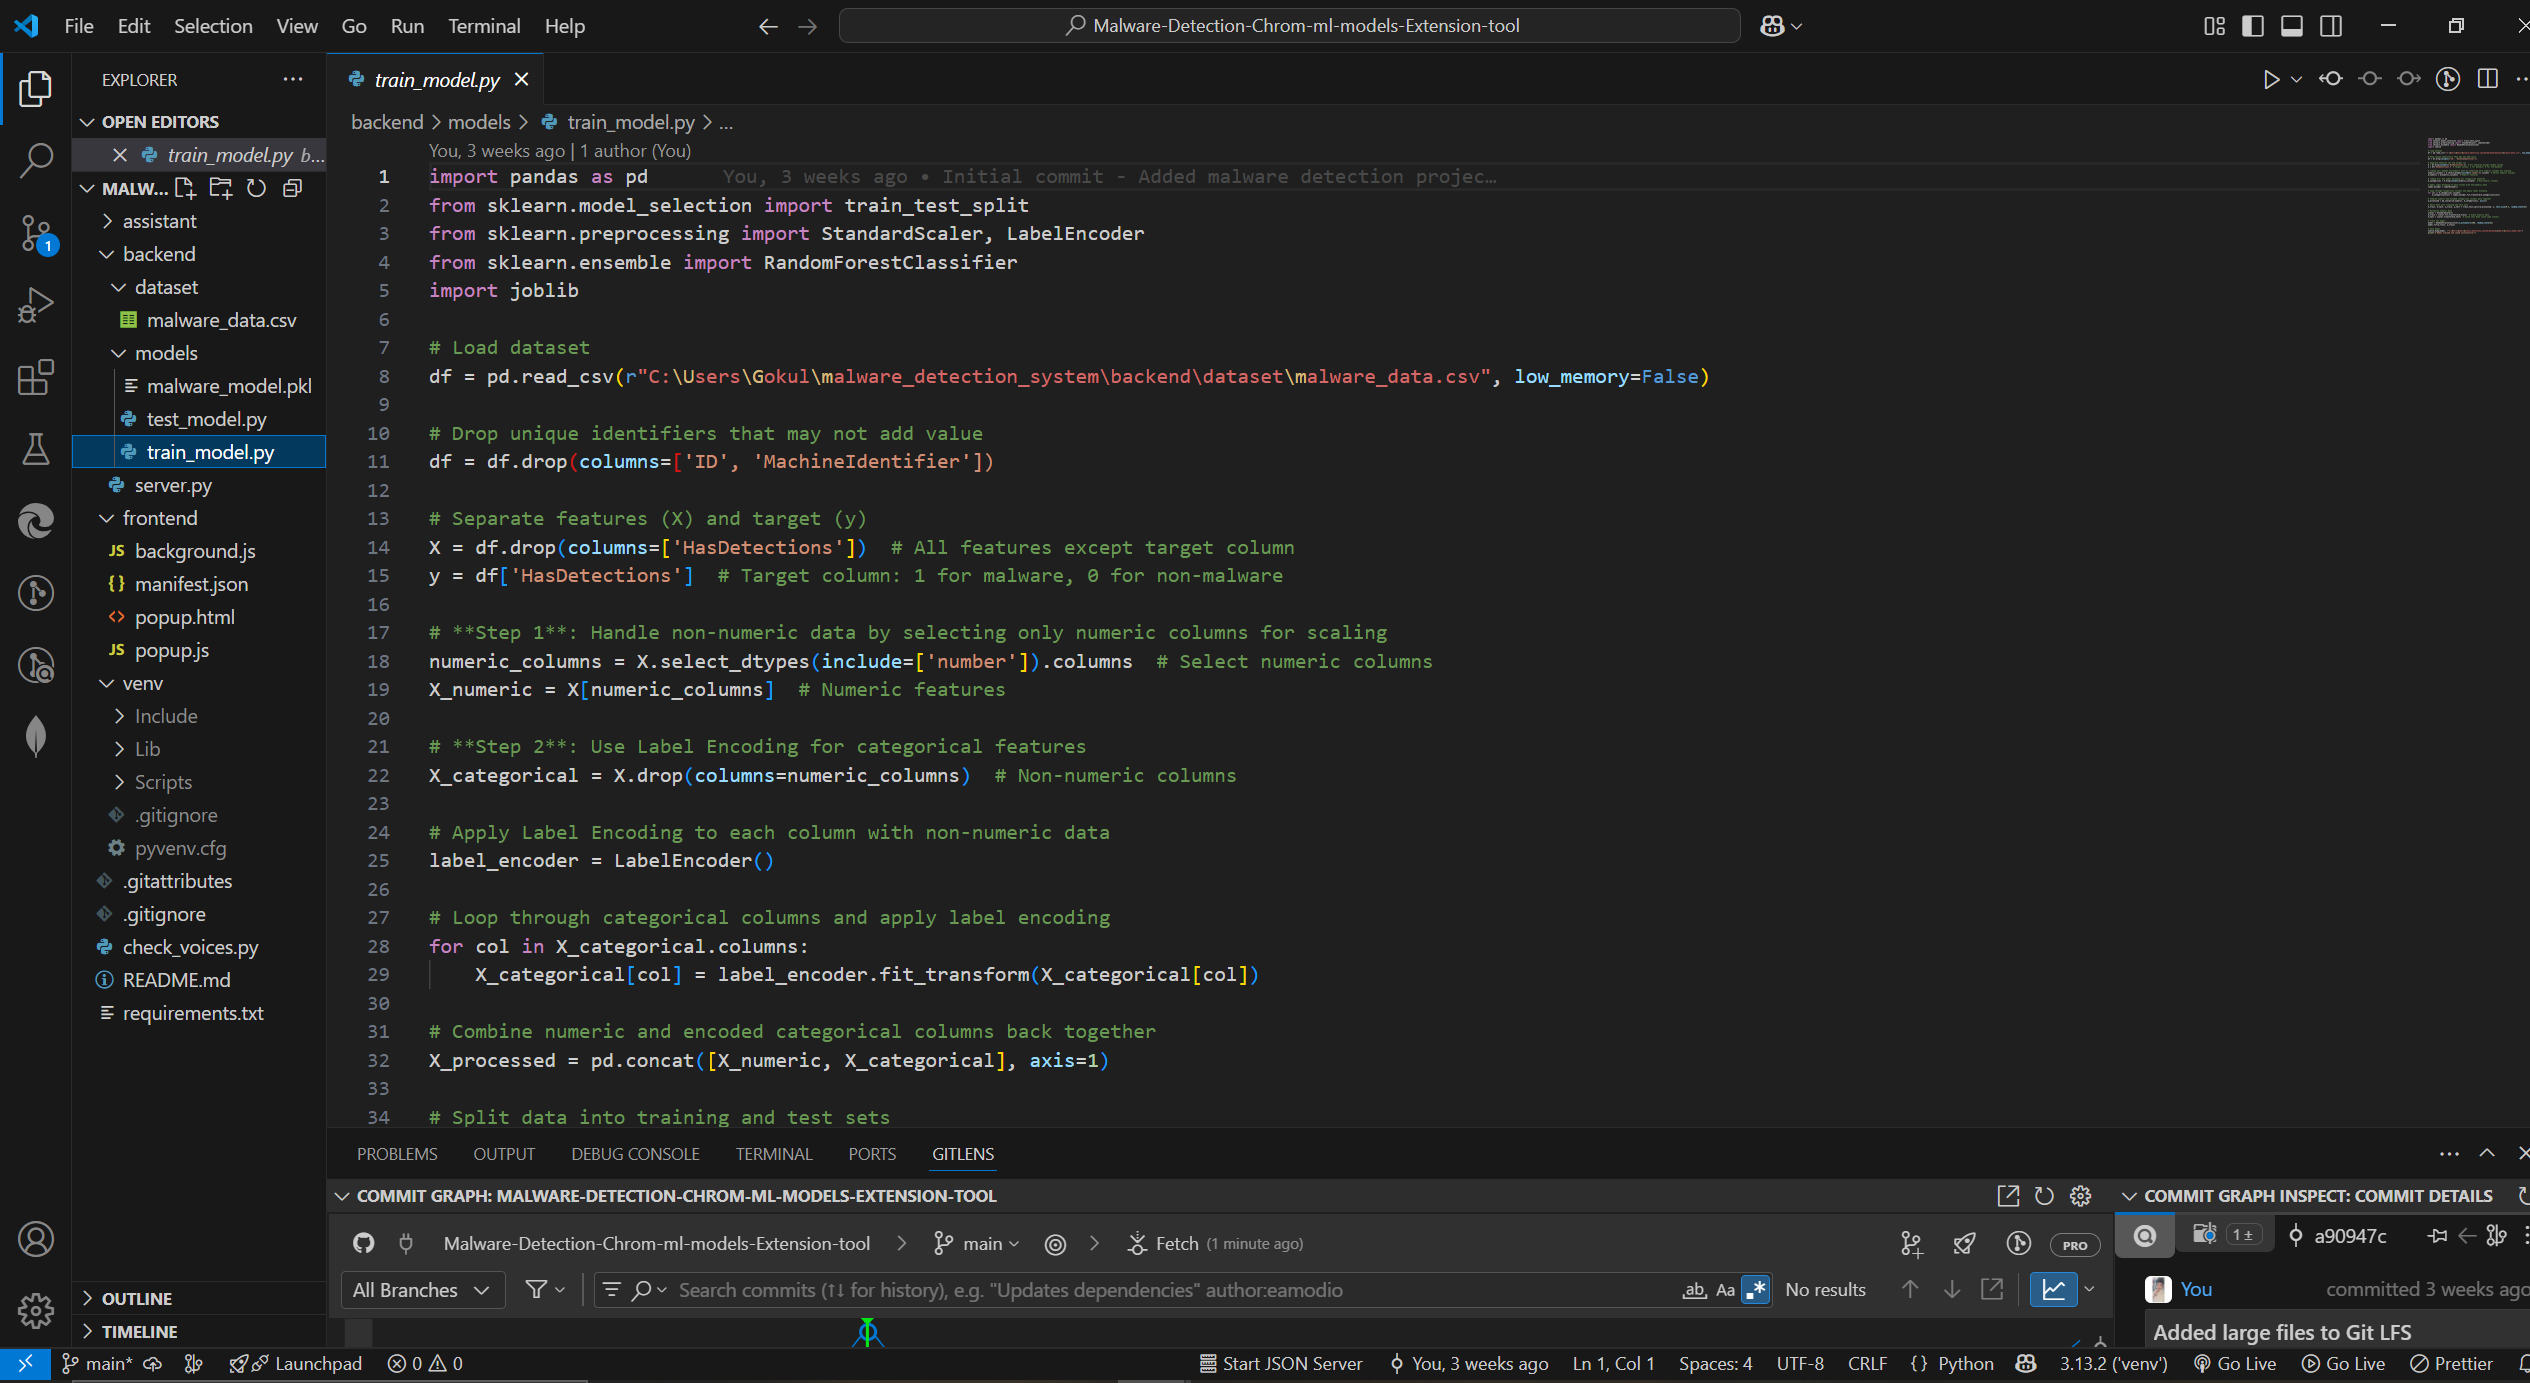 File Edit Selection View Go Run Terminal Help
Malware-Detection-Chrom-ml-models-Extension-tool
EXPLORER
OPEN EDITORS
train_model.py b...
MALW...
assistant
backend
dataset
malware_data.csv
models
malware_model.pkl
test_model.py
train_model.py
server.py
frontend
JS background.js
{} manifest.json
<> popup.html
JS popup.js
venv
Include
Lib
Scripts
.gitignore
pyvenv.cfg
.gitattributes
.gitignore
check_voices.py
README.md
requirements.txt
OUTLINE
TIMELINE
train_model.py
backend > models > train_model.py > ...
You, 3 weeks ago | 1 author (You)
1 import pandas as pd You, 3 weeks ago • Initial commit - Added malware detection projec…
2 from sklearn.model_selection import train_test_split
3 from sklearn.preprocessing import StandardScaler, LabelEncoder
4 from sklearn.ensemble import RandomForestClassifier
5 import joblib
6
7 # Load dataset
8 df = pd.read_csv(r"C:\Users\Gokul\malware_detection_system\backend\dataset\malware_data.csv", low_memory=False)
9
10 # Drop unique identifiers that may not add value
11 df = df.drop(columns=['ID', 'MachineIdentifier'])
12
13 # Separate features (X) and target (y)
14 X = df.drop(columns=['HasDetections']) # All features except target column
15 y = df['HasDetections'] # Target column: 1 for malware, 0 for non-malware
16
17 # **Step 1**: Handle non-numeric data by selecting only numeric columns for scaling
18 numeric_columns = X.select_dtypes(include=['number']).columns # Select numeric columns
19 X_numeric = X[numeric_columns] # Numeric features
20
21 # **Step 2**: Use Label Encoding for categorical features
22 X_categorical = X.drop(columns=numeric_columns) # Non-numeric columns
23
24 # Apply Label Encoding to each column with non-numeric data
25 label_encoder = LabelEncoder()
26
27 # Loop through categorical columns and apply label encoding
28 for col in X_categorical.columns:
29 X_categorical[col] = label_encoder.fit_transform(X_categorical[col])
30
31 # Combine numeric and encoded categorical columns back together
32 X_processed = pd.concat([X_numeric, X_categorical], axis=1)
33
34 # Split data into training and test sets
PROBLEMS OUTPUT DEBUG CONSOLE TERMINAL PORTS GITLENS
COMMIT GRAPH: MALWARE-DETECTION-CHROM-ML-MODELS-EXTENSION-TOOL
Malware-Detection-Chrom-ml-models-Extension-tool > main > Fetch (1 minute ago) PRO
All Branches Search commits (↑↓ for history), e.g. "Updates dependencies" author:eamodio ab, Aa .* No results
COMMIT GRAPH INSPECT: COMMIT DETAILS
1± a90947c
You committed 3 weeks ago
Added large files to Git LFS
1
main* Launchpad 0 0 Start JSON Server You, 3 weeks ago Ln 1, Col 1 Spaces: 4 UTF-8 CRLF {} Python 3.13.2 ('venv') Go Live Go Live Prettier